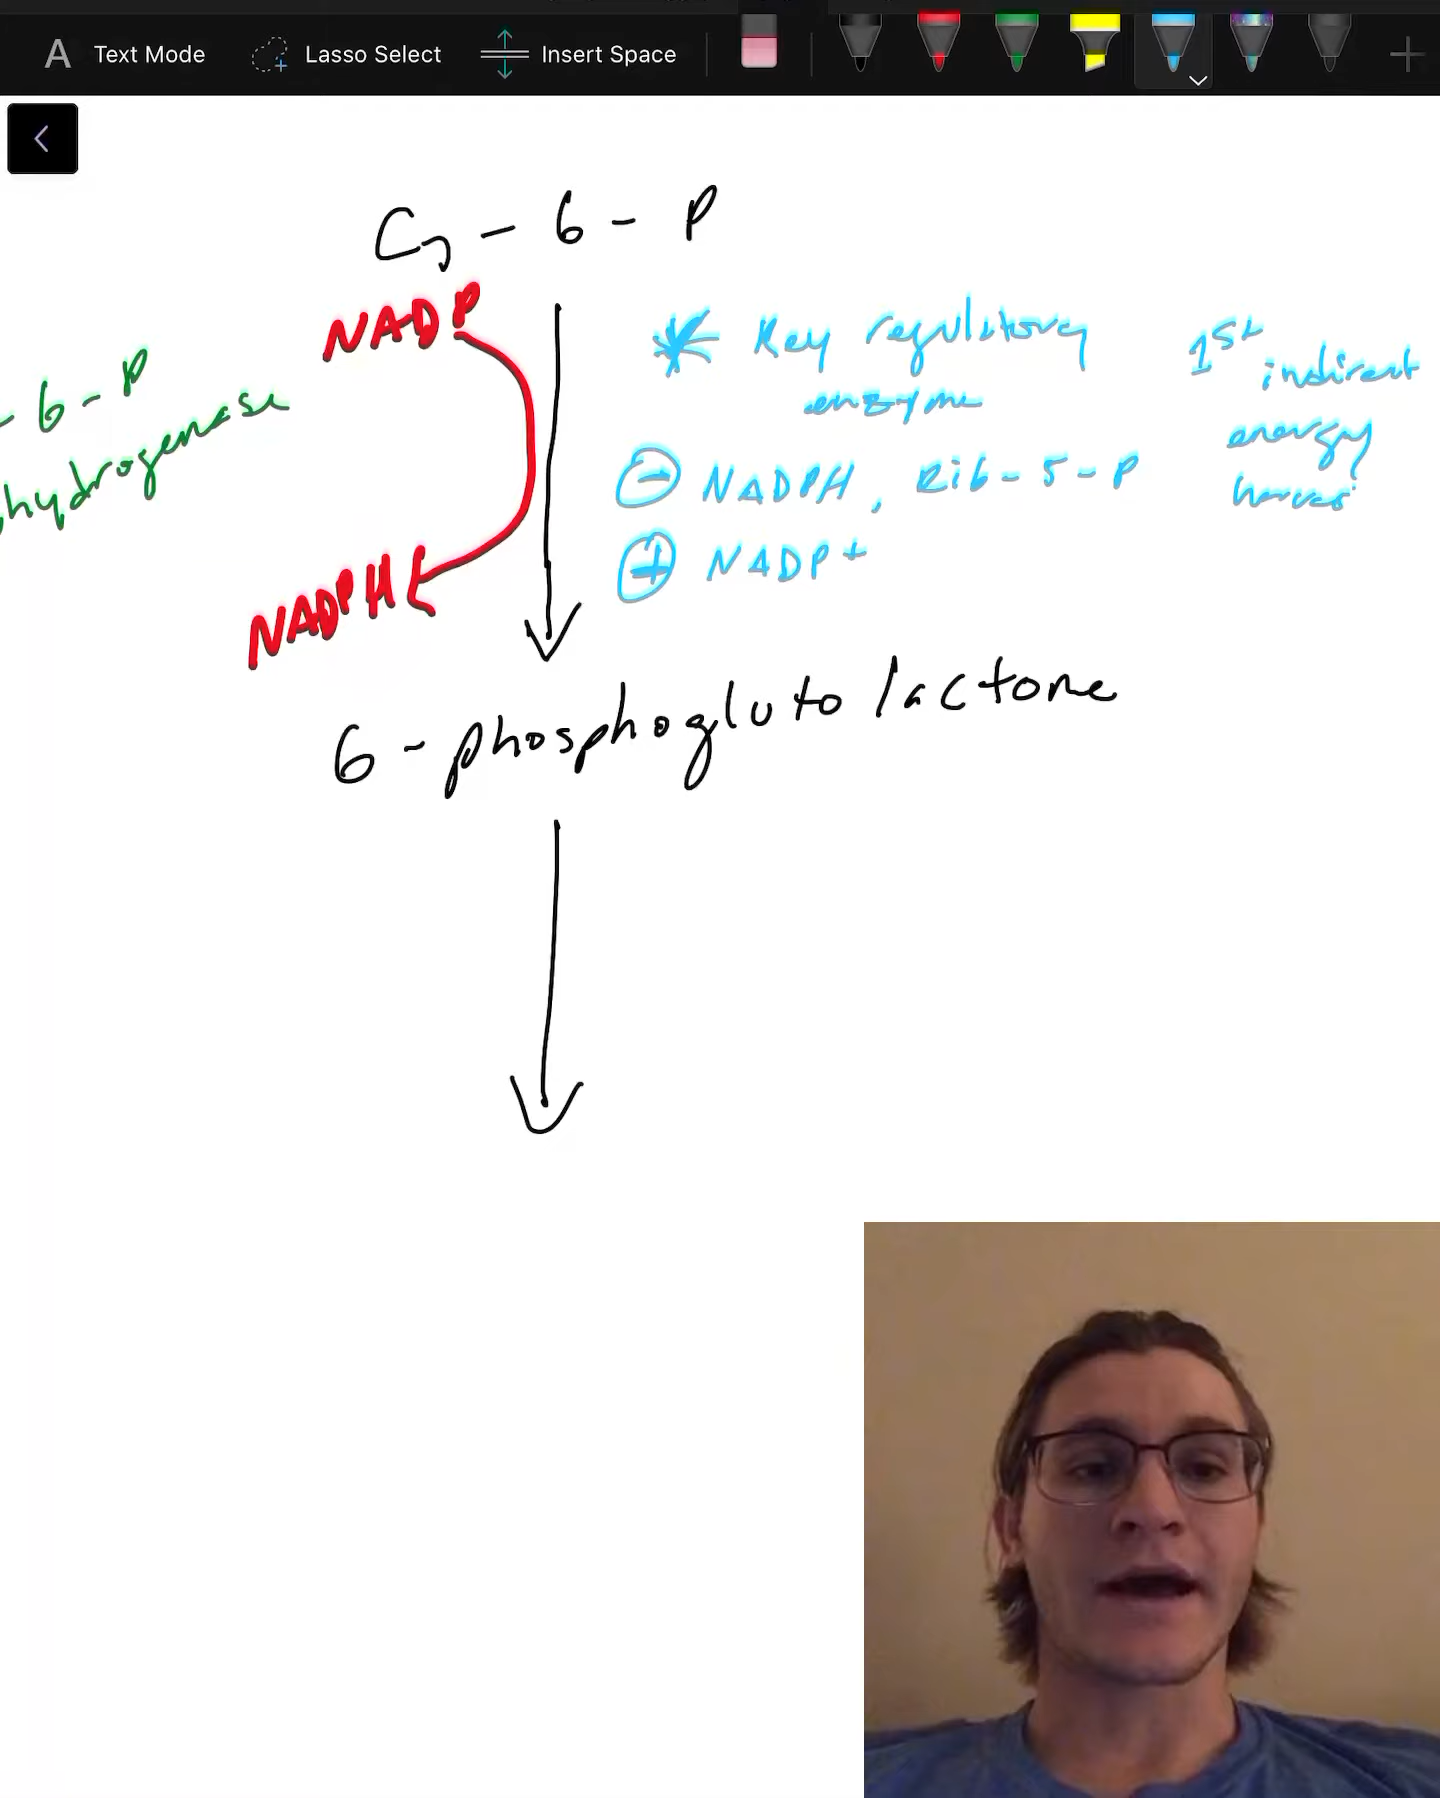 Text Mode
Lasso Select
Insert Space
G - 6 - P
NADP
- 6 - P
hydrogenase
NADPH
* Key regulatory
enzyme
⊖ NADPH, Rib-5-P
⊕ NADP+
1st
indirect
energy
harves
6-phosphogluto lactone